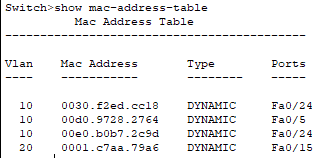 Switch>show mac-address-table
Mac Address Table
-------------------------------------------
Vlan Mac Address Type Ports
---- ----------- -------- -----
10 0030.f2ed.cc18 DYNAMIC Fa0/24
10 00d0.9728.2764 DYNAMIC Fa0/5
10 00e0.b0b7.2c9d DYNAMIC Fa0/24
20 0001.c7aa.79a6 DYNAMIC Fa0/15